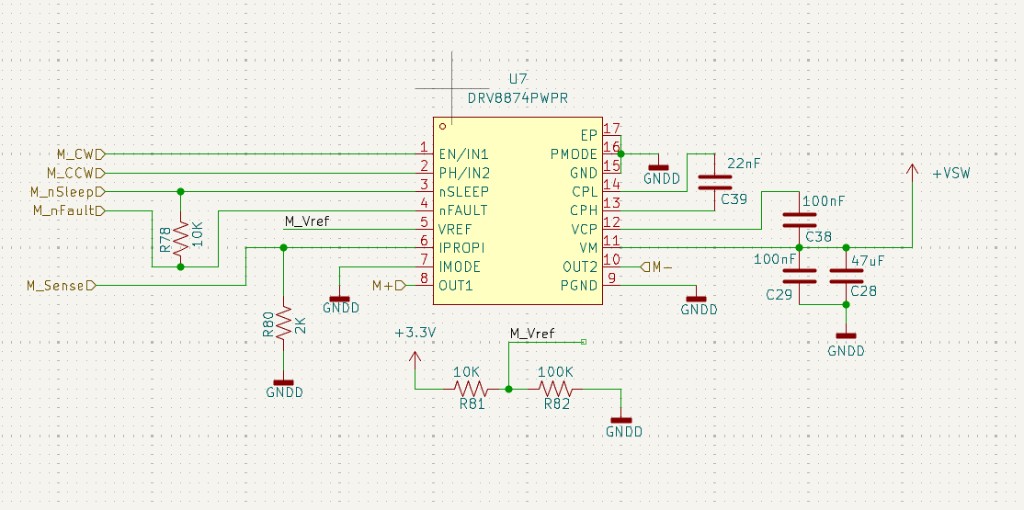 U7
DRV8874PWPR
M_CW
M_CCW
M_nSleep
M_nFault
M_Sense
R78
10K
M_Vref
R80
2K
GNDD
GNDD
M+
1
2
3
4
5
6
7
8
EN/IN1
PH/IN2
nSLEEP
nFAULT
VREF
IPROPI
IMODE
OUT1
EP
PMODE
GND
CPL
CPH
VCP
VM
OUT2
PGND
17
16
15
14
13
12
11
10
9
GNDD
22nF
C39
+VSW
100nF
C38
100nF
C29
47uF
C28
M-
GNDD
GNDD
+3.3V
M_Vref
10K
R81
100K
R82
GNDD